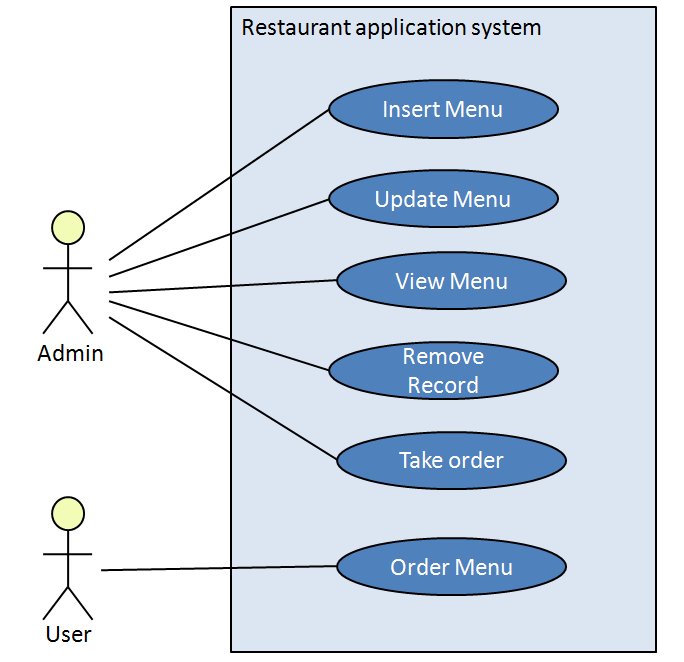 Restaurant application system
Insert Menu
Update Menu
View Menu
Remove
Record
Take order
Order Menu
Admin
User